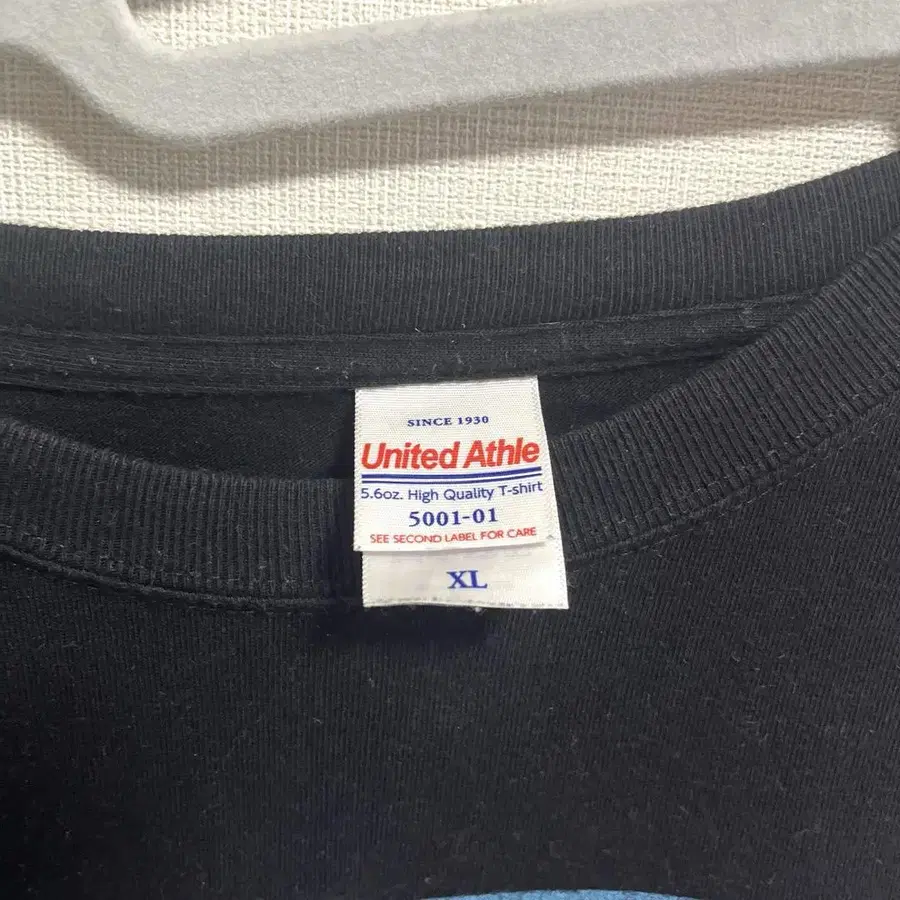 SINCE 1930
United Athle
5.6oz. High Quality T-shirt
5001-01
SEE SECOND LABEL FOR CARE
XL